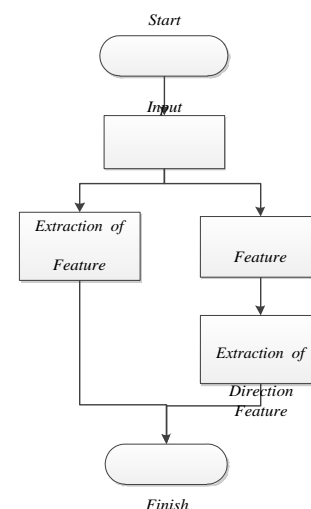 Start
Input
Extraction of
Feature
Feature
Extraction of
Direction
Feature
Finish